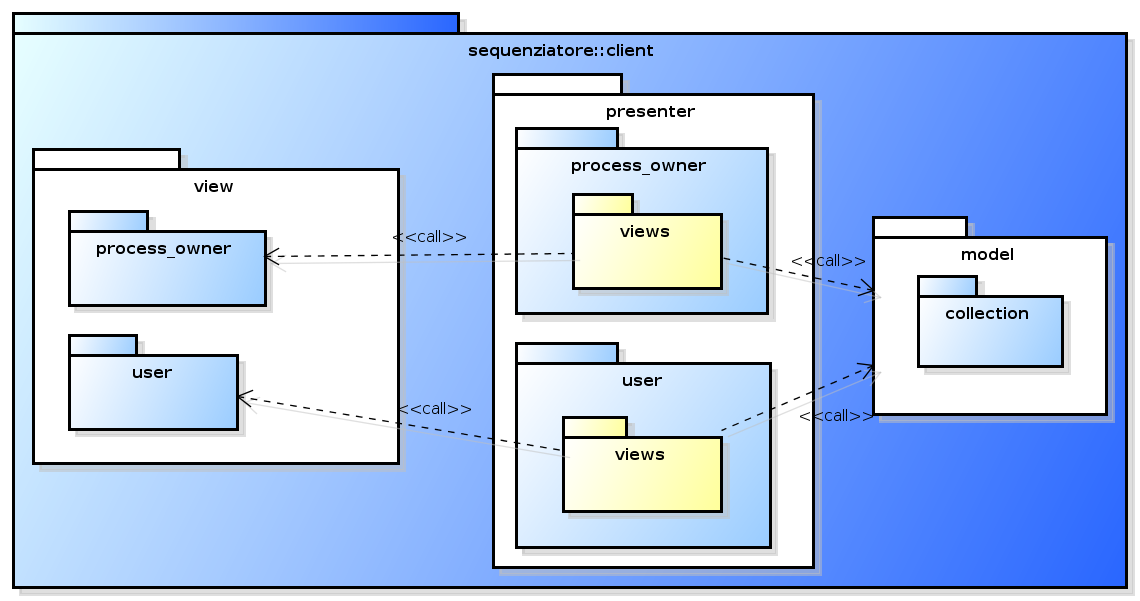 sequenziatore::client
presenter
process_owner
views
view
process_owner
<<call>>
<<call>>
model
collection
user
user
views
<<call>>
<<call>>